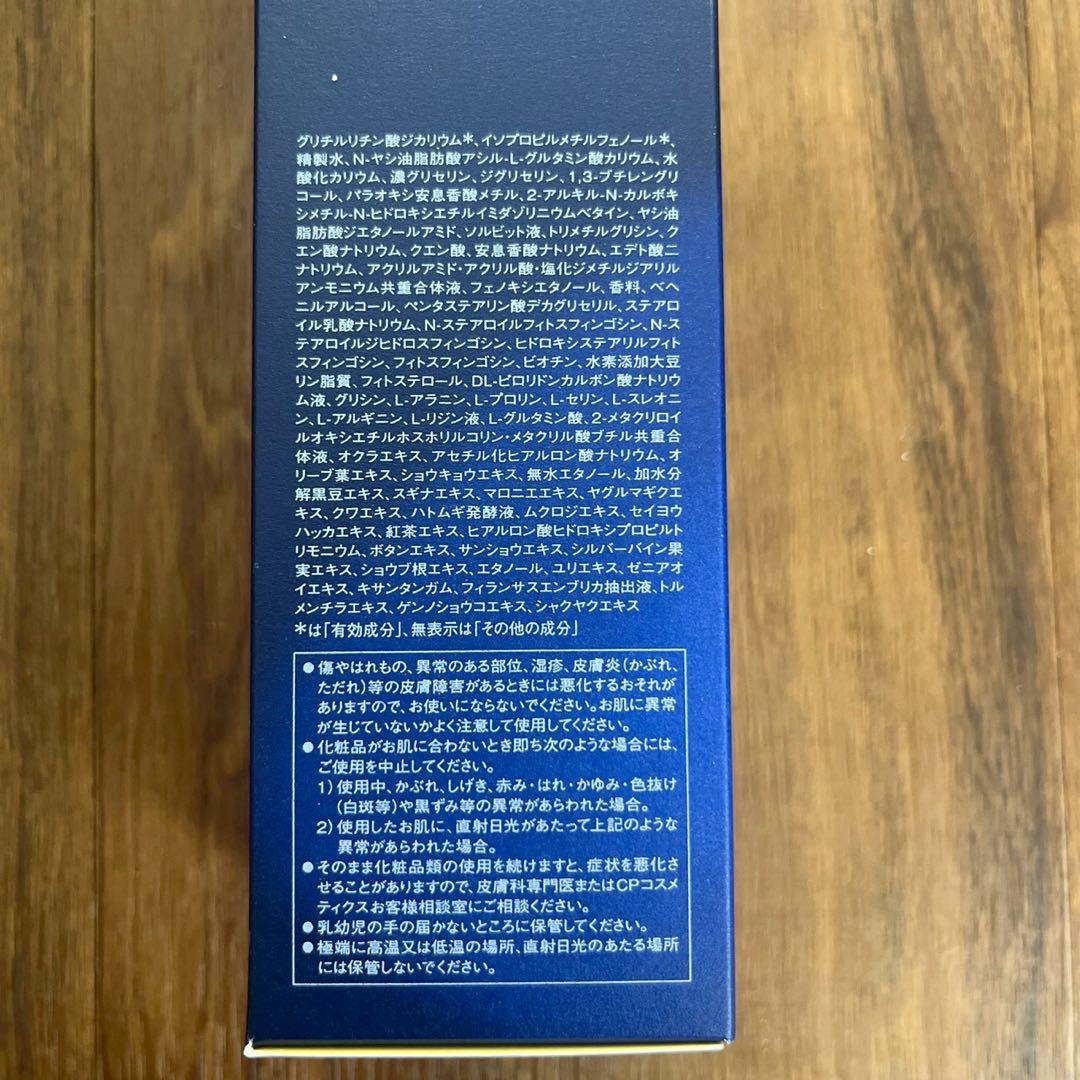 グリチルリチン酸ジカリウム＊、イソプロピルメチルフェノール＊、
精製水、N-ヤシ油脂肪酸アシル-L-グルタミン酸カリウム、水
酸化カリウム、濃グリセリン、ジグリセリン、1,3-ブチレングリ
コール、パラオキシ安息香酸メチル、2-アルキル-N-カルボキ
シメチル-N-ヒドロキシエチルイミダゾリニウムベタイン、ヤシ油
脂肪酸ジエタノールアミド、ソルビット液、トリメチルグリシン、ク
エン酸ナトリウム、クエン酸、安息香酸ナトリウム、エデト酸二
ナトリウム、アクリルアミド・アクリル酸・塩化ジメチルジアリル
アンモニウム共重合体液、フェノキシエタノール、香料、ベヘ
ニルアルコール、ペンタステアリン酸デカグリセリル、ステアロ
イル乳酸ナトリウム、N-ステアロイルフィトスフィンゴシン、N-ス
テアロイルジヒドロスフィンゴシン、ヒドロキシステアリルフィト
スフィンゴシン、フィトスフィンゴシン、ビオチン、水素添加大豆
リン脂質、フィトステロール、DL-ピロリドンカルボン酸ナトリウ
ム液、グリシン、L-アラニン、L-プロリン、L-セリン、L-スレオニ
ン、L-アルギニン、L-リジン液、L-グルタミン酸、2-メタクリロイ
ルオキシエチルホスホリルコリン・メタクリル酸ブチル共重合
体液、オクラエキス、アセチル化ヒアルロン酸ナトリウム、オ
リーブ葉エキス、ショウキョウエキス、無水エタノール、加水分
解黒豆エキス、スギナエキス、マロニエエキス、ヤグルマギクエ
キス、クワエキス、ハトムギ発酵液、ムクロジエキス、セイヨウ
ハッカエキス、紅茶エキス、ヒアルロン酸ヒドロキシプロピルト
リモニウム、ボタンエキス、サンショウエキス、シルバーバイン果
実エキス、ショウブ根エキス、エタノール、ユリエキス、ゼニアオ
イエキス、キサンタンガム、フィランサスエンブリカ抽出液、トル
メンチラエキス、ゲンノショウコエキス、シャクヤクエキス
＊は「有効成分」、無表示は「その他の成分」
●傷やはれもの、異常のある部位、湿疹、皮膚炎（かぶれ、
ただれ）等の皮膚障害があるときには悪化するおそれが
ありますので、お使いにならないでください。お肌に異常
が生じていないかよく注意して使用してください。
●化粧品がお肌に合わないとき即ち次のような場合には、
ご使用を中止してください。
1）使用中、かぶれ、しげき、赤み・はれ・かゆみ・色抜け
（白斑等）や黒ずみ等の異常があらわれた場合。
2）使用したお肌に、直射日光があたって上記のような
異常があらわれた場合。
●そのまま化粧品類の使用を続けますと、症状を悪化さ
せることがありますので、皮膚科専門医またはCPコスメ
ティクスお客様相談室にご相談ください。
●乳幼児の手の届かないところに保管してください。
●極端に高温又は低温の場所、直射日光のあたる場所
には保管しないでください。